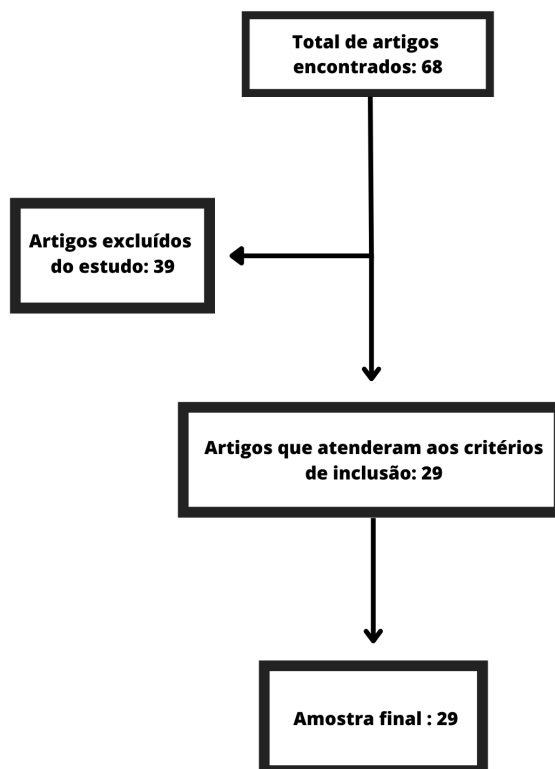 Total de artigos
encontrados: 68
Artigos excluídos
do estudo: 39
Artigos que atenderam aos critérios
de inclusão: 29
Amostra final : 29